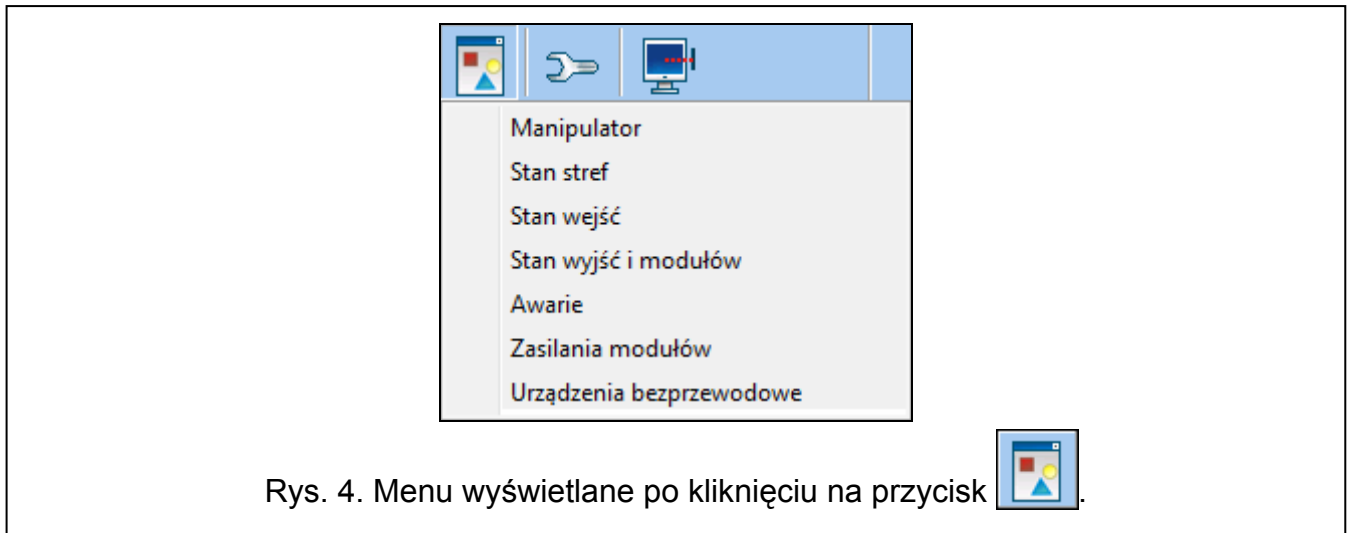 Manipulator
Stan stref
Stan wejść
Stan wyjść i modułów
Awarie
Zasilania modułów
Urządzenia bezprzewodowe
Rys. 4. Menu wyświetlane po kliknięciu na przycisk .